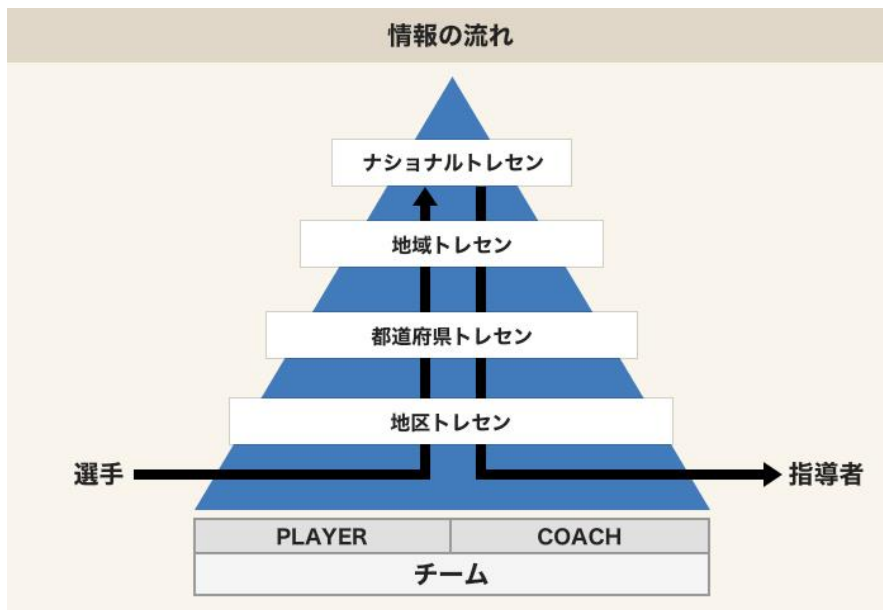 情報の流れ
ナショナルトレセン
地域トレセン
都道府県トレセン
地区トレセン
選手
指導者
PLAYER
COACH
チーム